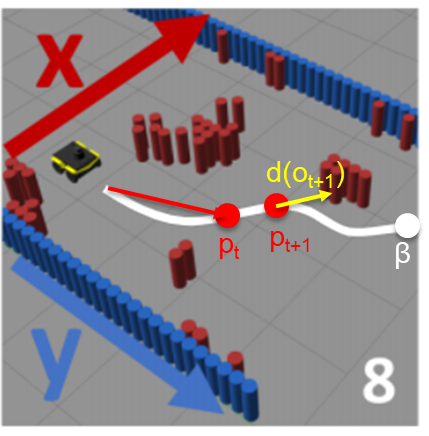 x
d(o_{t+1})
p_t
p_{t+1}
β
y
8